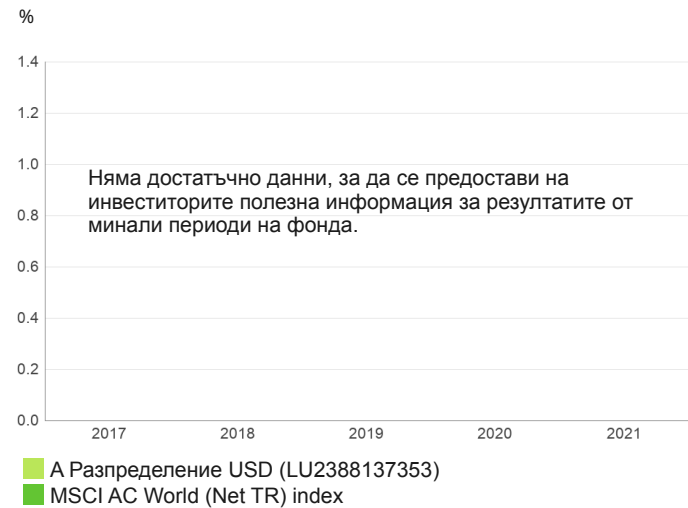 %
1.4
1.2
1.0
Няма достатъчно данни, за да се предостави на
инвеститорите полезна информация за резултатите от
0.8
минали периоди на фонда.
0.6
0.4
0.2
0.0
2017 2018 2019 2020 2021
А Разпределение USD (LU2388137353)
MSCI AC World (Net TR) index